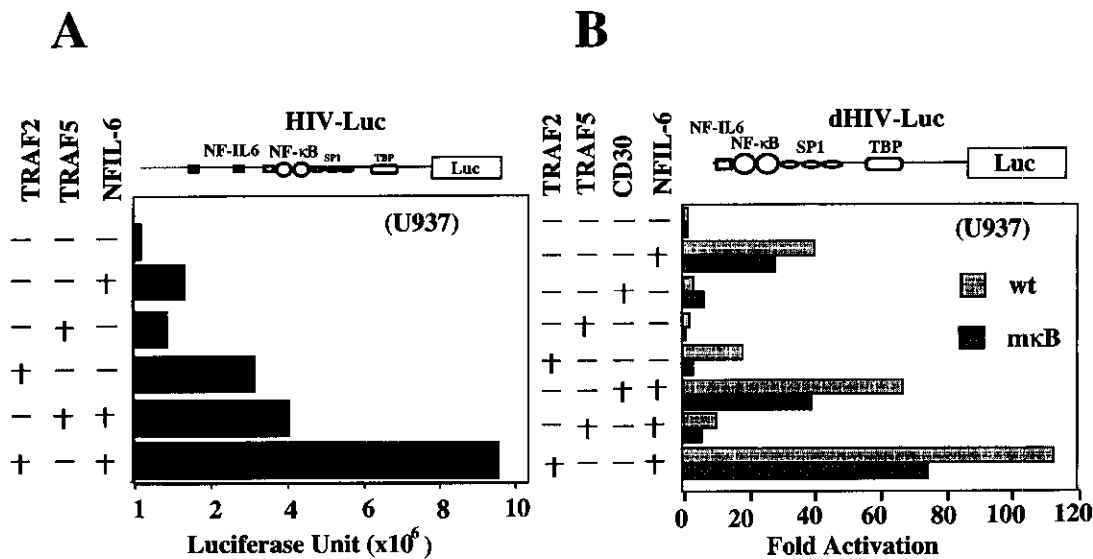 A
B
TRAF2
TRAF5
NFIL-6
HIV-Luc
NF-IL6
NF-κB
SP1
TBP
Luc
(U937)
− − −
− − +
− + −
+ − −
− + +
+ − +
1 2 4 6 8 10
Luciferase Unit (x10⁶)
TRAF2
TRAF5
CD30
NFIL-6
dHIV-Luc
NF-IL6
NF-κB
SP1
TBP
Luc
(U937)
wt
mκB
− − − −
− − − +
− − + −
− + − −
+ − − −
− − + +
− + − +
+ − − +
0 20 40 60 80 100 120
Fold Activation